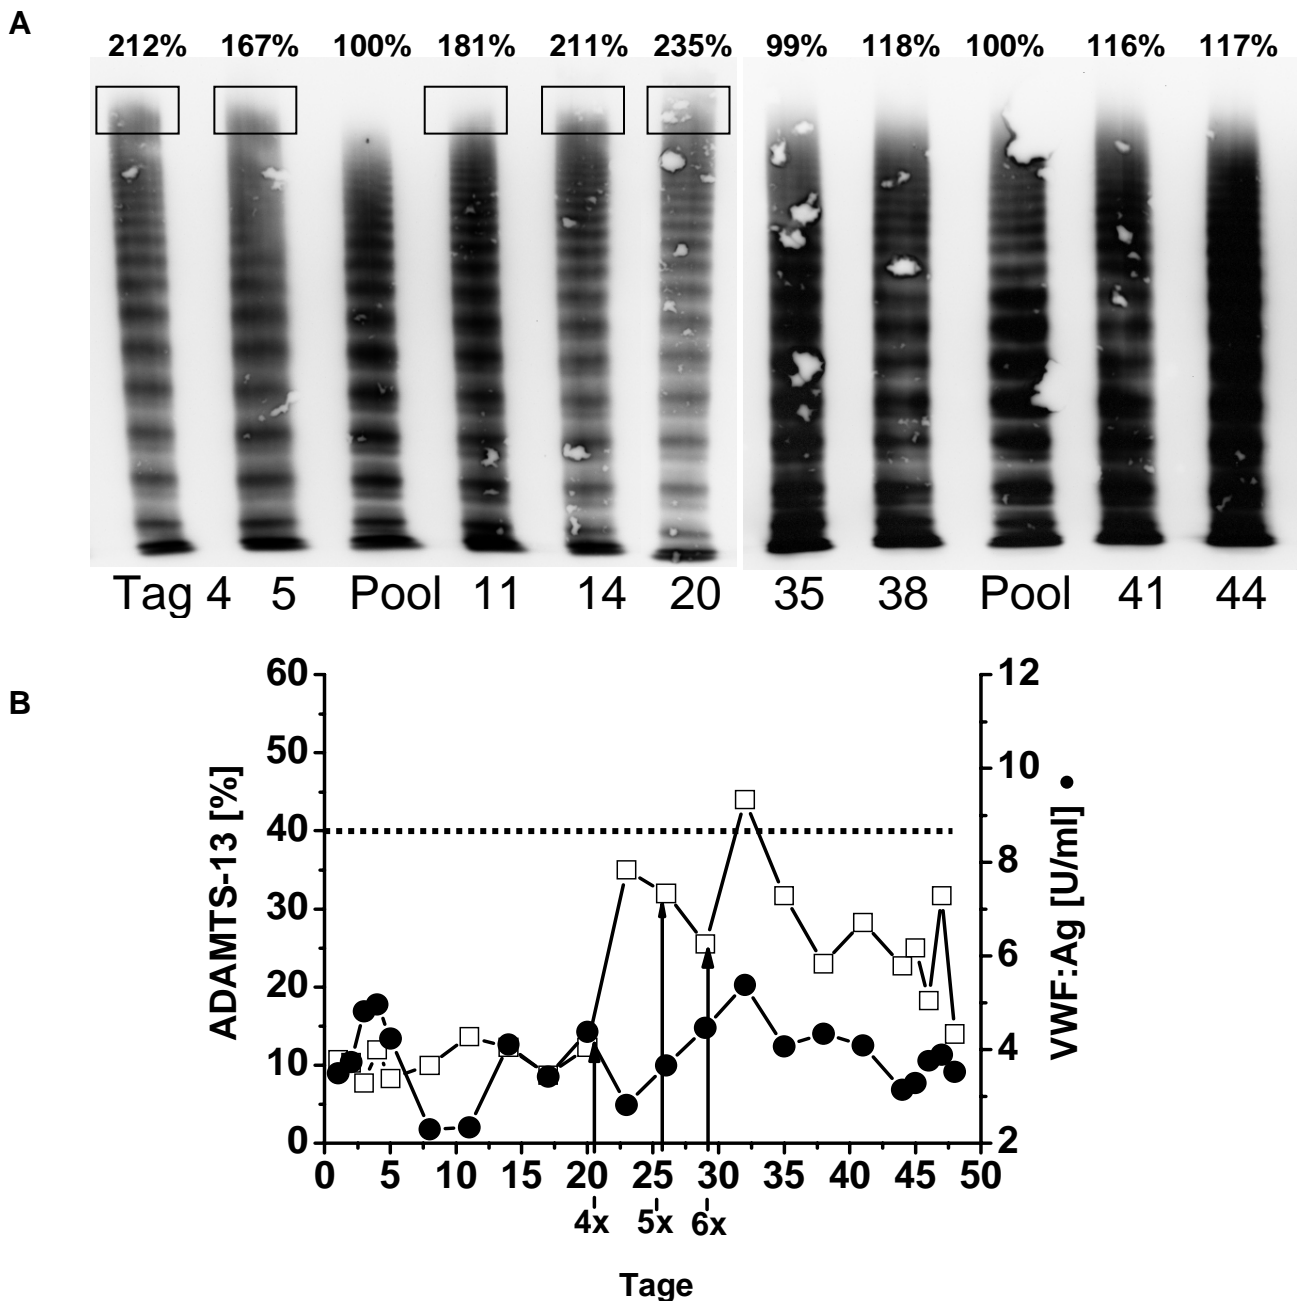 A
212% 167% 100% 181% 211% 235% 99% 118% 100% 116% 117%
Tag 4 5 Pool 11 14 20 35 38 Pool 41 44
B
ADAMTS-13 [%]
60
50
40
30
20
10
0
VWF:Ag [U/ml] ●
12
10
8
6
4
2
0 5 10 15 20 25 30 35 40 45 50
4x 5x 6x
Tage